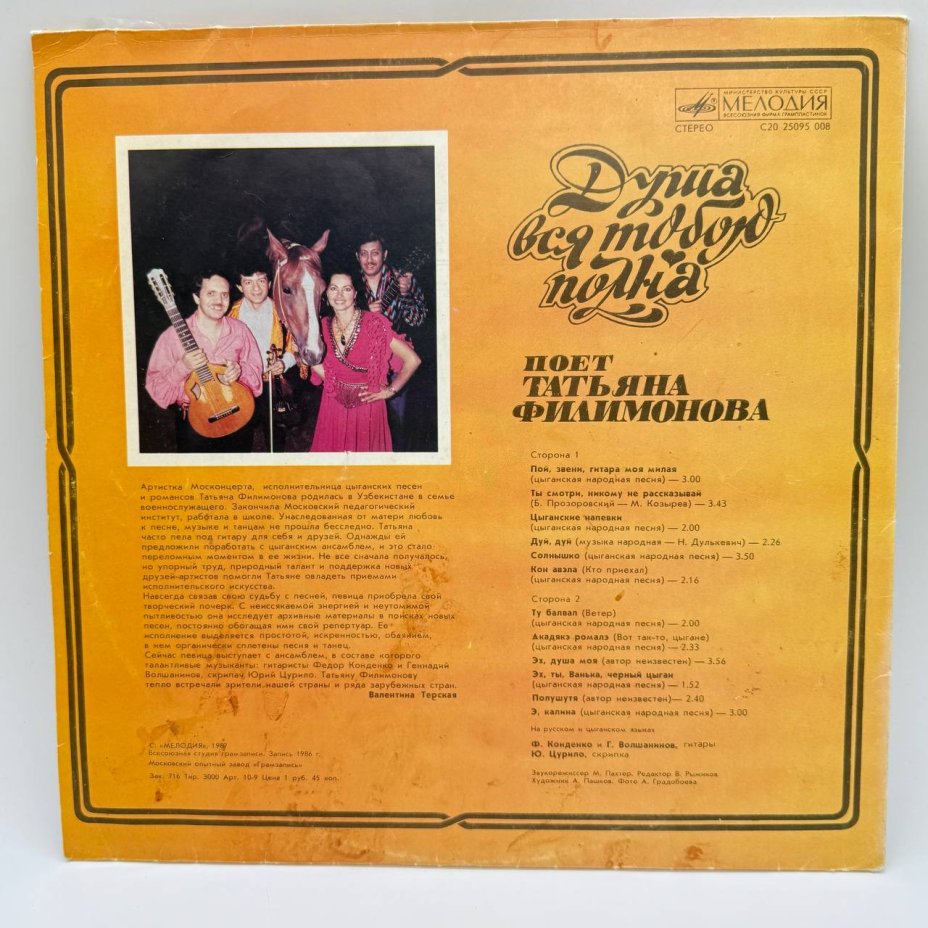 МИНИСТЕРСТВО КУЛЬТУРЫ СССР
МЕЛОДИЯ
ВСЕСОЮЗНАЯ ФИРМА ГРАМПЛАСТИНОК
СТЕРЕО С20 25095 008
Душа
вся тобою
полна
ПОЕТ
ТАТЬЯНА
ФИЛИМОНОВА
Артистка Москонцерта, исполнительница цыганских песен
и романсов Татьяна Филимонова родилась в Узбекистане в семье
военнослужащего. Закончила Московский педагогический
институт, работала в школе. Унаследованная от матери любовь
к песне, музыке и танцам не прошла бесследно. Татьяна
часто пела под гитару для себя и друзей. Однажды ей
предложили поработать с цыганским ансамблем, и это стало
переломным моментом в ее жизни. Не все сначала получалось,
но упорный труд, природный талант и поддержка новых
друзей-артистов помогли Татьяне овладеть приемами
исполнительского искусства.
Навсегда связав свою судьбу с песней, певица приобрела свой
творческий почерк. С неиссякаемой энергией и неутомимой
пытливостью она исследует архивные материалы в поисках новых
песен, постоянно обогащая ими свой репертуар. Ее
исполнение выделяется простотой, искренностью, обаянием,
в нем органически сплетены песня и танец.
Сейчас певица выступает с ансамблем, в составе которого
талантливые музыканты: гитаристы Федор Конденко и Геннадий
Волшанинов, скрипач Юрий Цурило. Татьяну Филимонову
тепло встречали зрители нашей страны и ряда зарубежных стран.
Валентина Терская
С «МЕЛОДИЯ», 1987
Всесоюзная студия грамзаписи. Запись 1986 г.
Московский опытный завод «Грамзапись»
Зак. 716 Тир. 3000 Арт. 10-9 Цена 1 руб. 45 коп.
Сторона 1
Пой, звени, гитара моя милая
(цыганская народная песня) — 3.00
Ты смотри, никому не рассказывай
(Б. Прозоровский — М. Козырев) — 3.43
Цыганские напевки
(цыганская народная песня) — 2.00
Дуй, дуй (музыка народная — Н. Дулькевич) — 2.26
Солнышко (цыганская народная песня) — 3.50
Кон авэла (Кто приехал)
(цыганская народная песня) — 2.16
Сторона 2
Ту балвал (Ветер)
(цыганская народная песня) — 2.00
Акадякэ ромалэ (Вот так-то, цыгане)
(цыганская народная песня) — 2.33
Эх, душа моя (автор неизвестен) — 3.56
Эх, ты, Ванька, черный цыган
(цыганская народная песня) — 1.52
Полушутя (автор неизвестен) — 2.40
Э, калина (цыганская народная песня) — 3.00
На русском и цыганском языках
Ф. Конденко и Г. Волшанинов, гитары
Ю. Цурило, скрипка
Звукорежиссер М. Пахтер. Редактор В. Рыжиков
Художник А. Пашков. Фото А. Градобоева